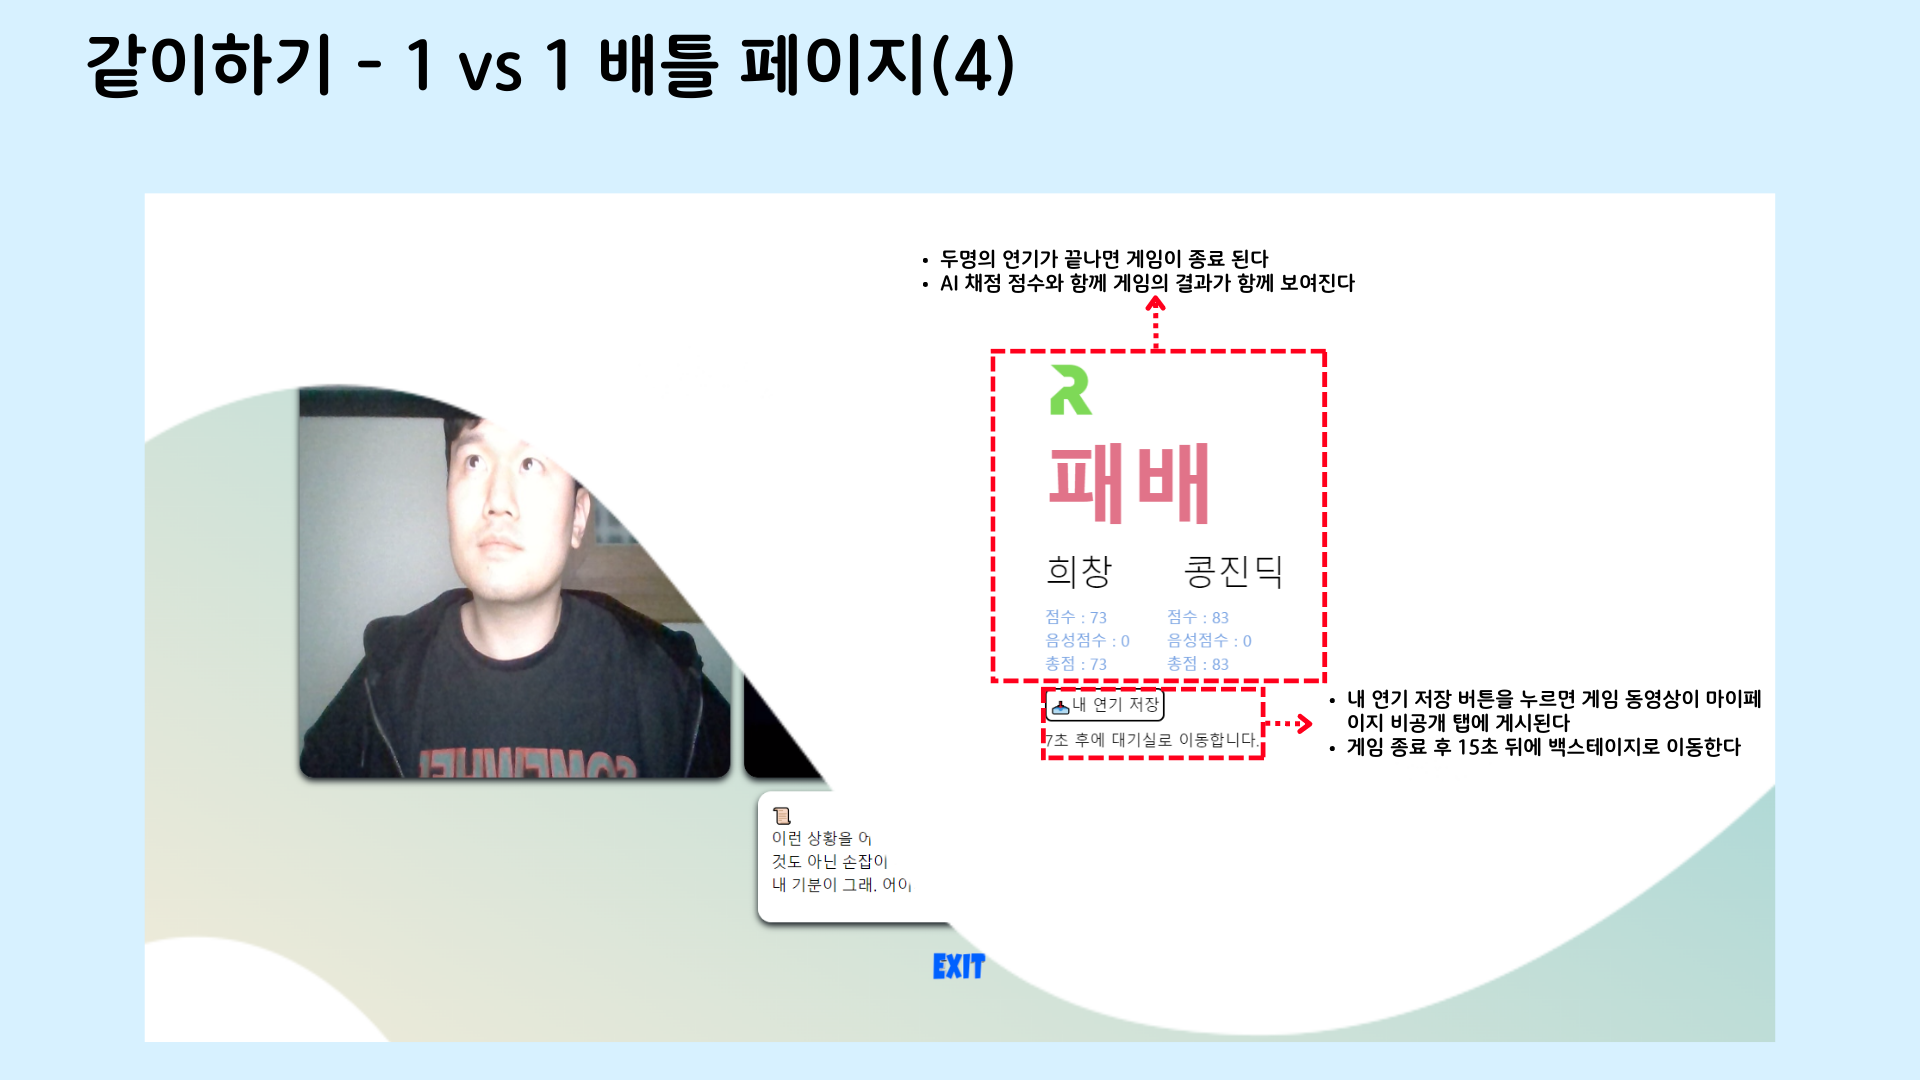 같이하기 - 1 vs 1 배틀 페이지(4)
• 두명의 연기가 끝나면 게임이 종료 된다
• AI 채점 점수와 함께 게임의 결과가 함께 보여진다
R
패배
희창 콩진딕
점수 : 73 점수 : 83
음성점수 : 0 음성점수 : 0
총점 : 73 총점 : 83
내 연기 저장
7초 후에 대기실로 이동합니다.
• 내 연기 저장 버튼을 누르면 게임 동영상이 마이페
이지 비공개 탭에 게시된다
• 게임 종료 후 15초 뒤에 백스테이지로 이동한다
이런 상황을
것도 아닌 손잡이
내 기분이 그래.
EXIT